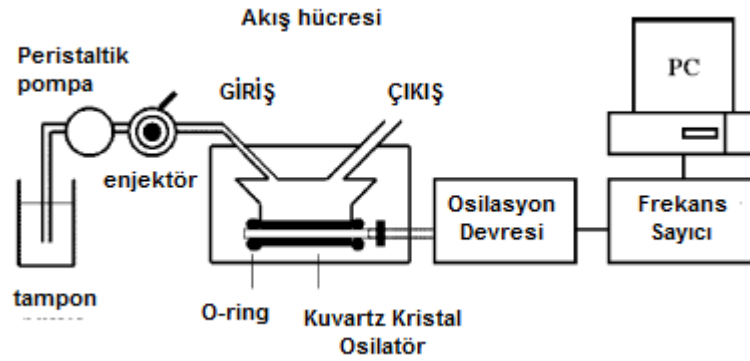 Akış hücresi
Peristaltik
pompa
GİRİŞ
ÇIKIŞ
PC
enjektör
Osilasyon
Devresi
Frekans
Sayıcı
tampon
O-ring
Kuvartz Kristal
Osilatör